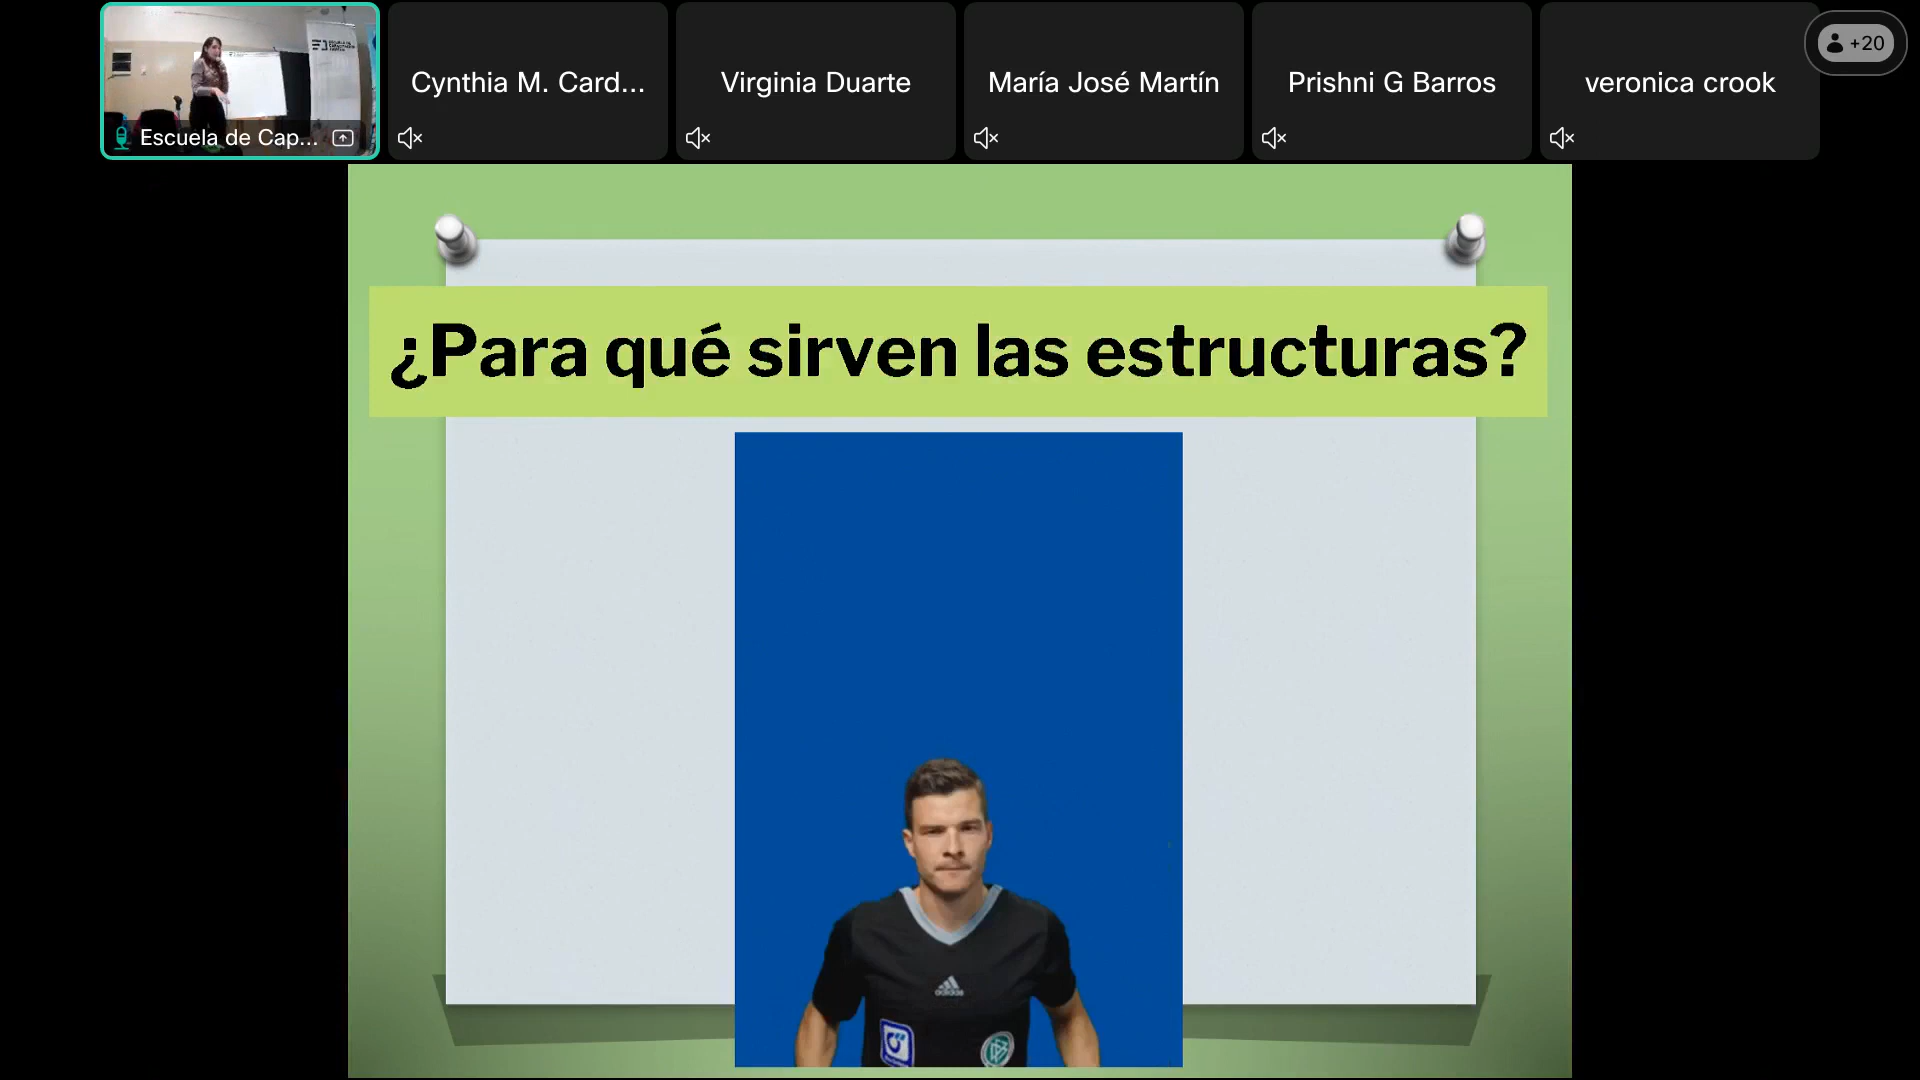 Escuela de Cap...
Cynthia M. Card...
Virginia Duarte
María José Martín
Prishni G Barros
veronica crook
+20
¿Para qué sirven las estructuras?
adidas